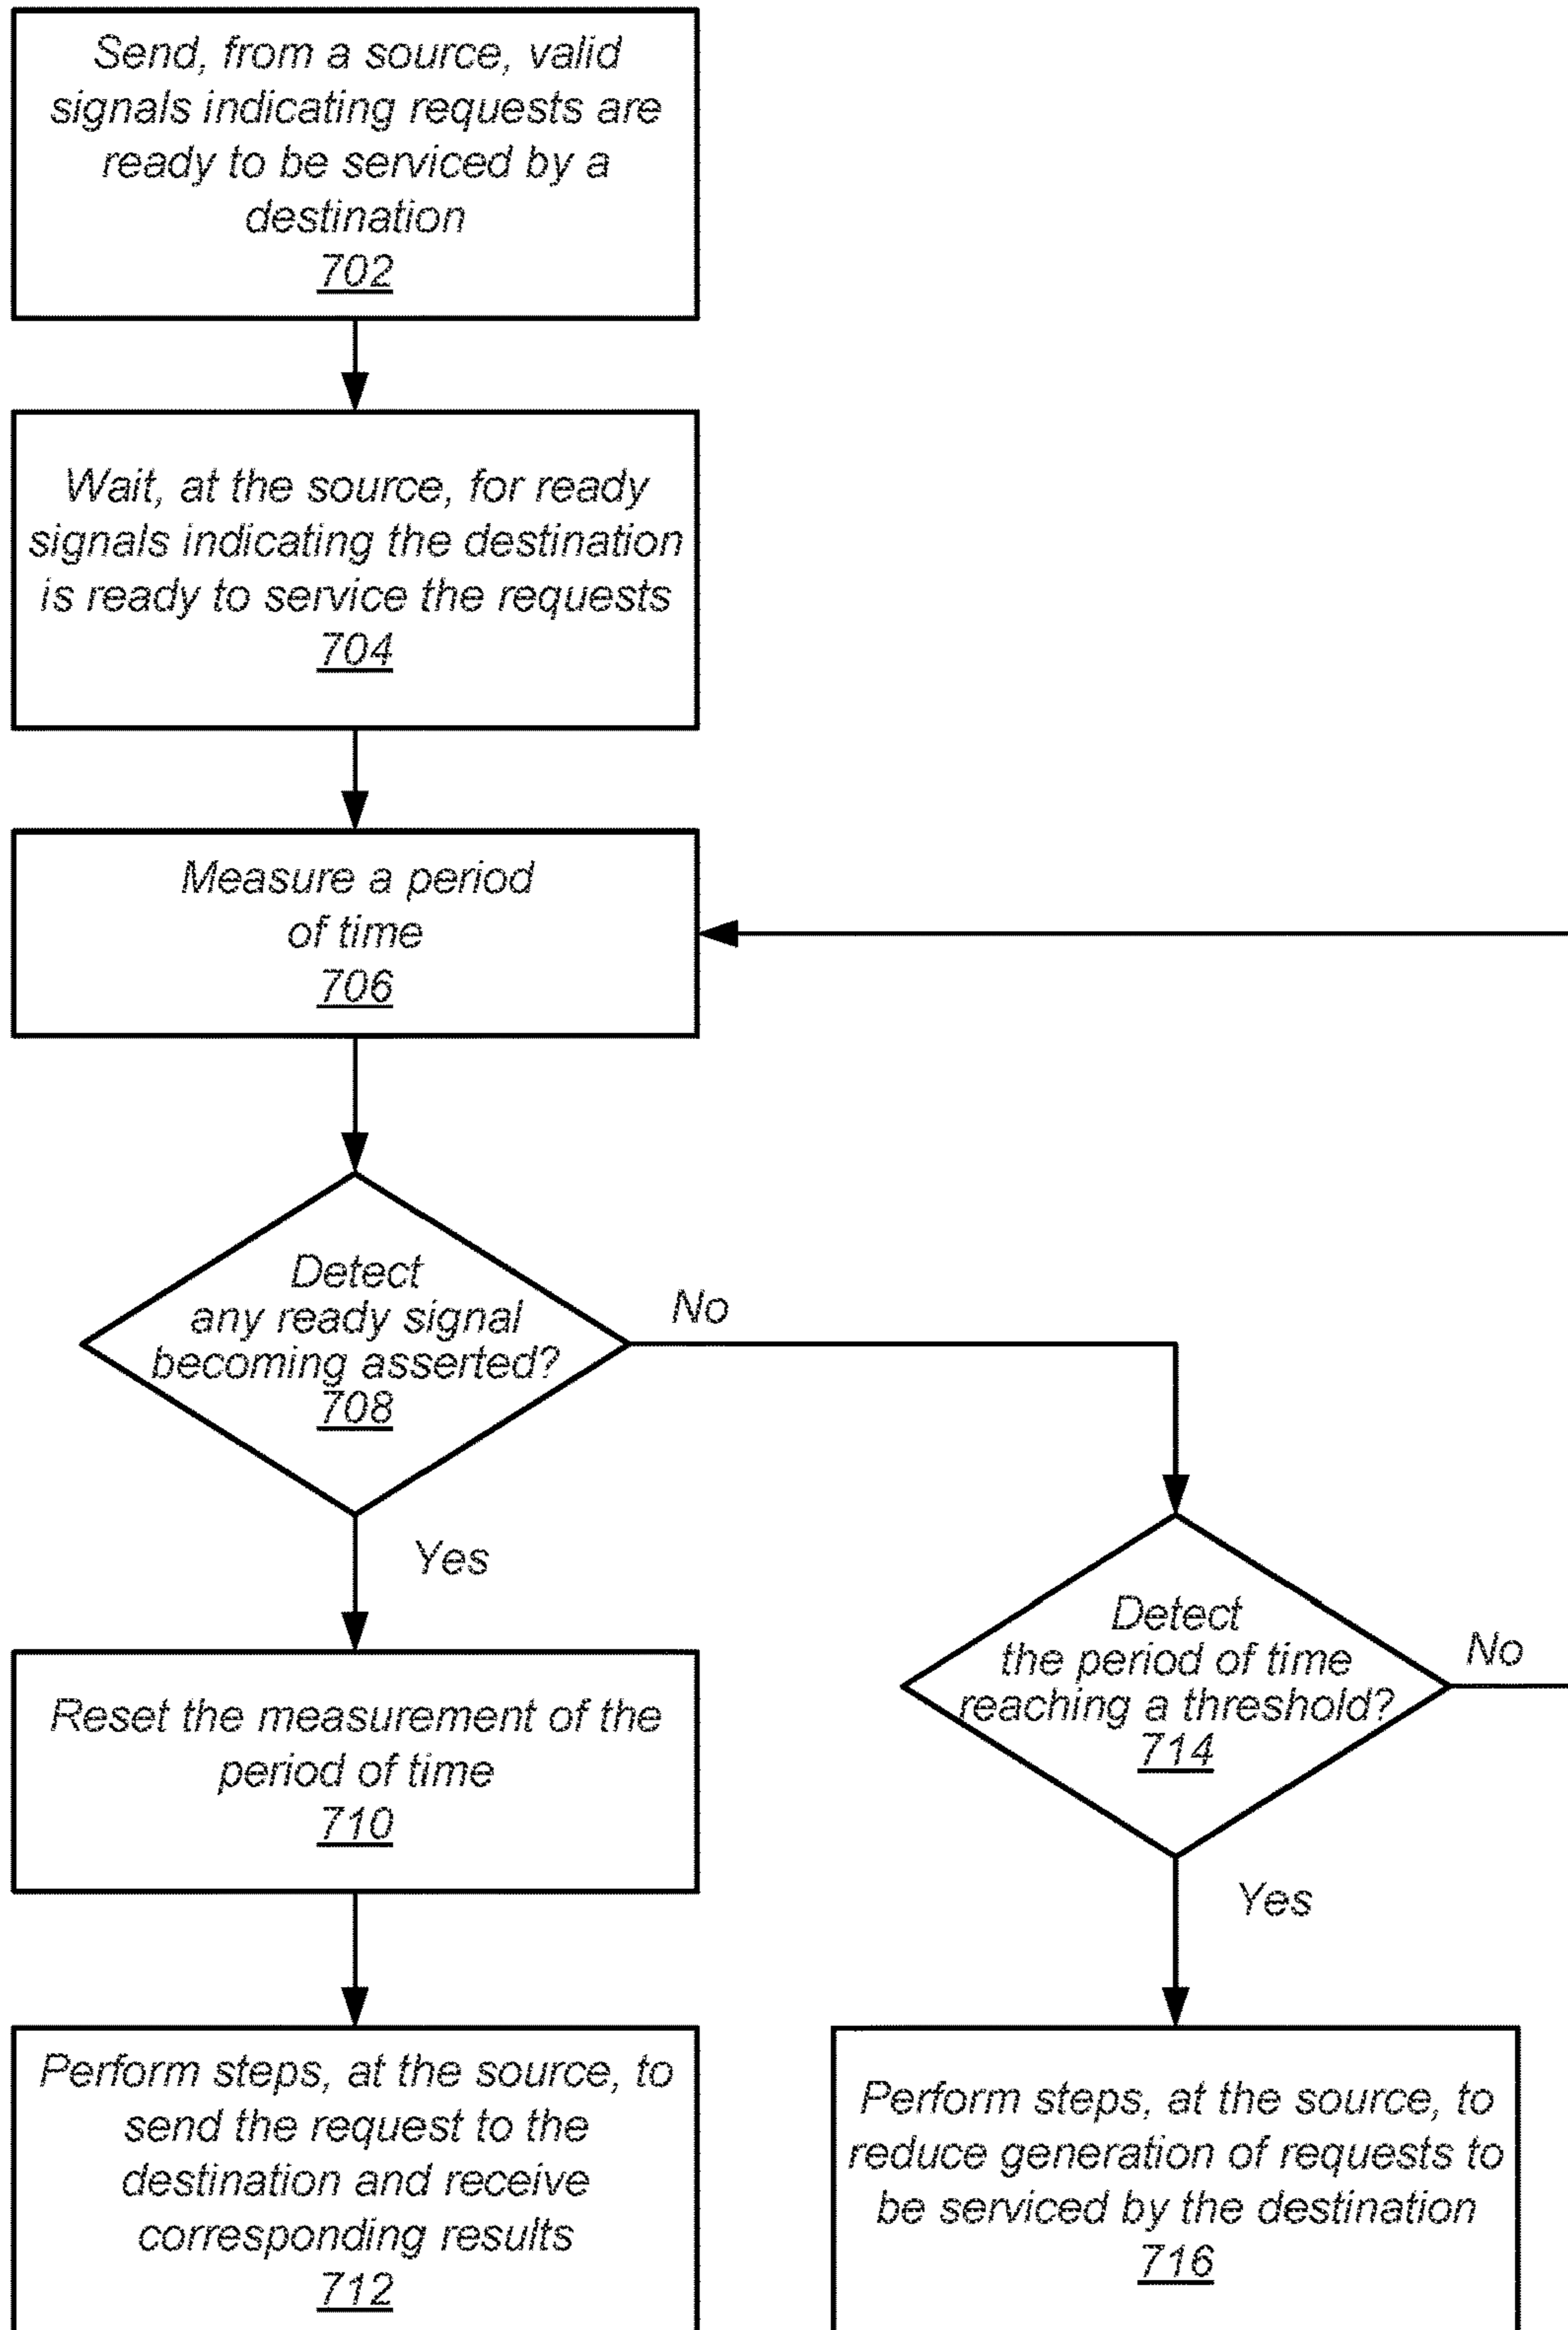 Send, from a source, valid
signals indicating requests are
ready to be serviced by a
destination
702
Wait, at the source, for ready
signals indicating the destination
is ready to service the requests
704
Measure a period
of time
706
Detect
any ready signal
becoming asserted?
708
No
Yes
Reset the measurement of the
period of time
710
Perform steps, at the source, to
send the request to the
destination and receive
corresponding results
712
Detect
the period of time
reaching a threshold?
714
No
Yes
Perform steps, at the source, to
reduce generation of requests to
be serviced by the destination
716